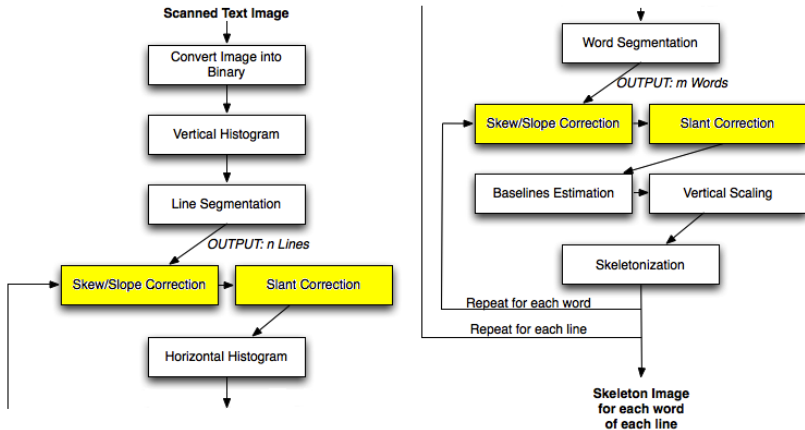 Scanned Text Image
Convert Image into
Binary
Vertical Histogram
Line Segmentation
OUTPUT: n Lines
Skew/Slope Correction
Slant Correction
Horizontal Histogram
Word Segmentation
OUTPUT: m Words
Skew/Slope Correction
Slant Correction
Baselines Estimation
Vertical Scaling
Skeletonization
Repeat for each word
Repeat for each line
Skeleton Image
for each word
of each line